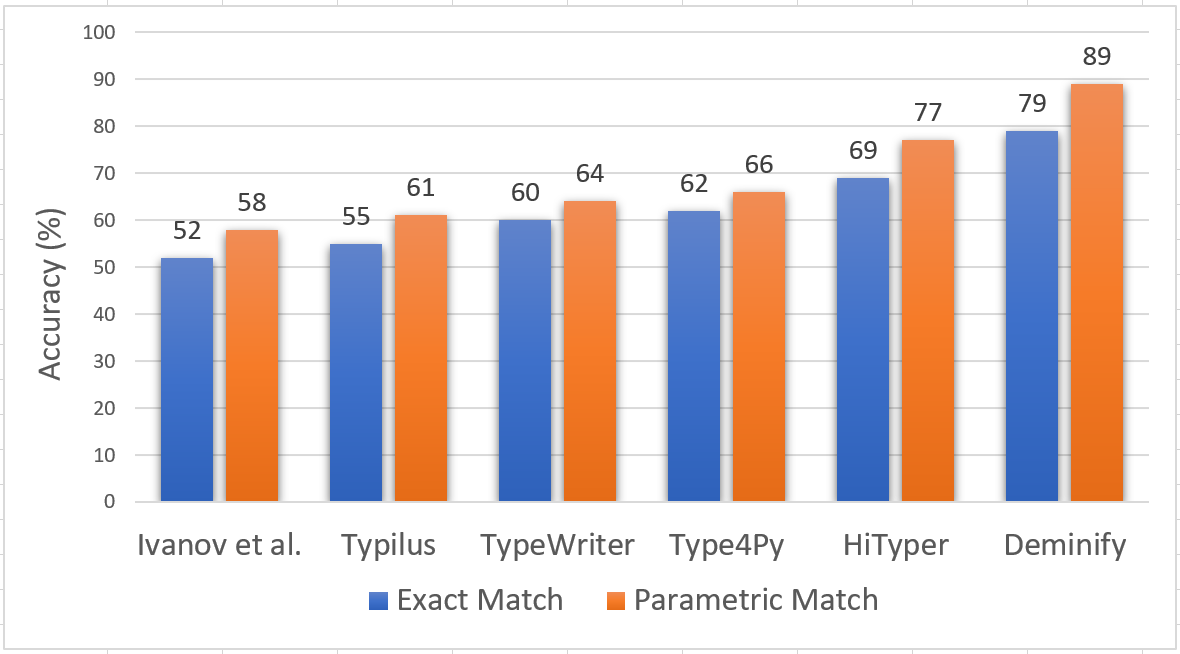 100
90
80
70
60
50
40
30
20
10
0
Accuracy (%)
52 58 55 61 60 64 62 66 69 77 79 89
Ivanov et al. Typilus TypeWriter Type4Py HiTyper Deminify
Exact Match Parametric Match